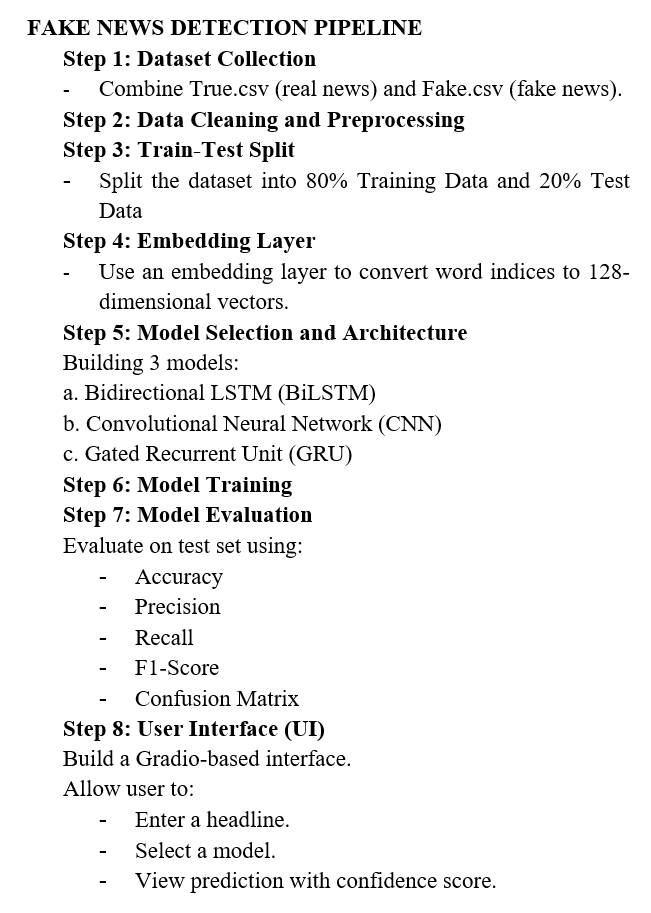 FAKE NEWS DETECTION PIPELINE
Step 1: Dataset Collection
- Combine True.csv (real news) and Fake.csv (fake news).
Step 2: Data Cleaning and Preprocessing
Step 3: Train-Test Split
- Split the dataset into 80% Training Data and 20% Test
Data
Step 4: Embedding Layer
- Use an embedding layer to convert word indices to 128-
dimensional vectors.
Step 5: Model Selection and Architecture
Building 3 models:
a. Bidirectional LSTM (BiLSTM)
b. Convolutional Neural Network (CNN)
c. Gated Recurrent Unit (GRU)
Step 6: Model Training
Step 7: Model Evaluation
Evaluate on test set using:
- Accuracy
- Precision
- Recall
- F1-Score
- Confusion Matrix
Step 8: User Interface (UI)
Build a Gradio-based interface.
Allow user to:
- Enter a headline.
- Select a model.
- View prediction with confidence score.